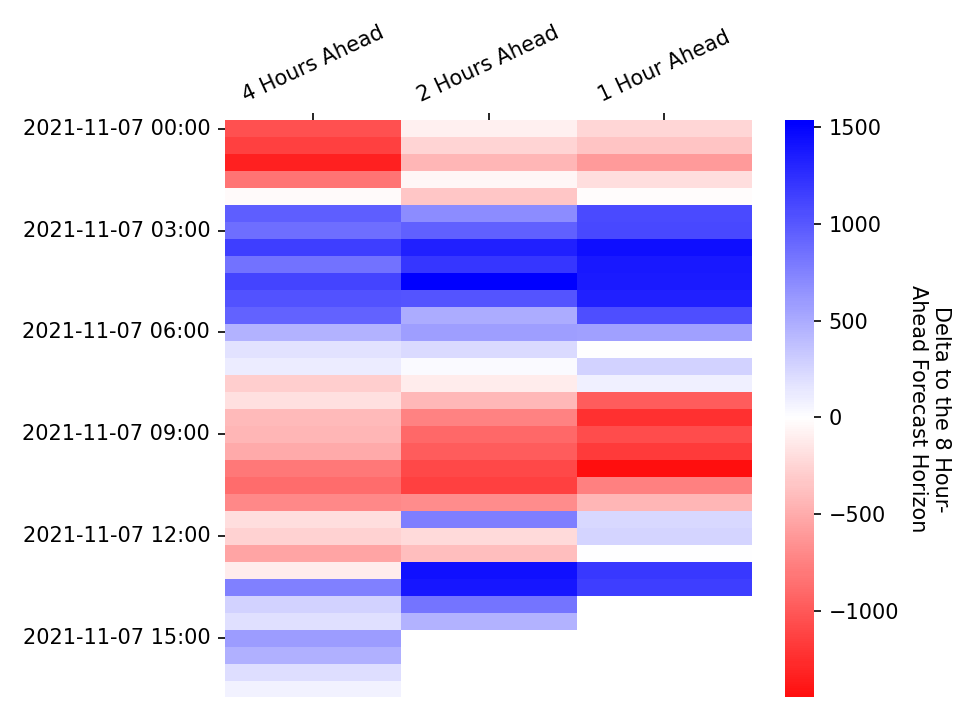 4 Hours Ahead
2 Hours Ahead
1 Hour Ahead
2021-11-07 00:00
2021-11-07 03:00
2021-11-07 06:00
2021-11-07 09:00
2021-11-07 12:00
2021-11-07 15:00
1500
1000
500
0
−500
−1000
Delta to the 8 Hour-
Ahead Forecast Horizon